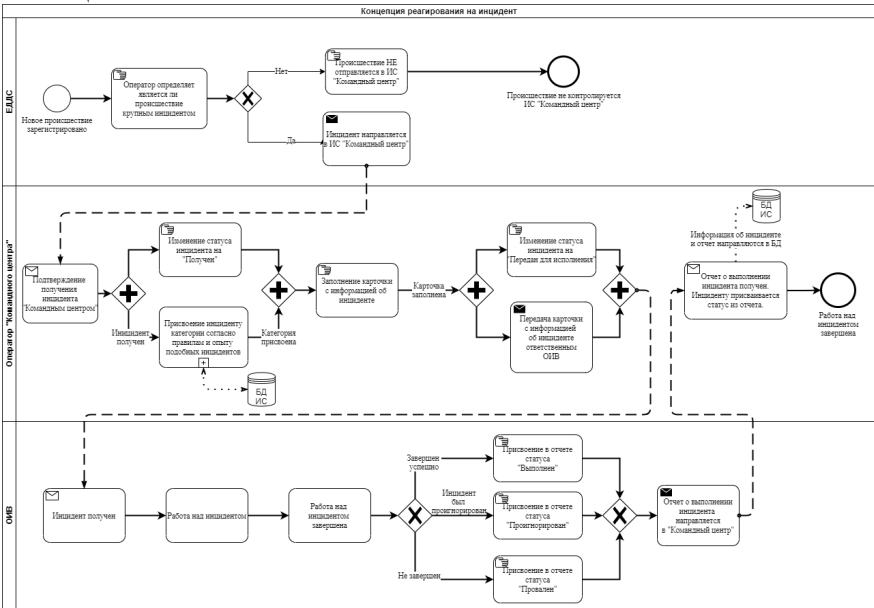 Концепция реагирования на инцидент
ЕДДС
Новое происшествие
зарегистрировано
Оператор определяет
является ли
происшествие
крупным инцидентом
Нет
Да
Происшествие НЕ
отправляется в ИС
"Командный центр"
Инцидент направляется
в ИС "Командный центр"
Происшествие не контролируется
ИС "Командный центр"
Оператор "Командного центра"
Подтверждение
получения
инцидента
"Командным центром"
Изменение статуса
инцидента на
"Получен"
Иницидент
получен
Присвоение инциденту
категории согласно
правилам и опыту
подобных инцидентов
БД
ИС
Категория
присвоена
Заполнение карточки
с информацией об
инциденте
Карточка
заполнена
Изменение статуса
инцидента на
"Передан для исполнения"
Передача карточки
с информацией
об инциденте
ответственным
ОИВ
БД
ИС
Информация об инциденте
и отчет направляются в БД
Отчет о выполнении
инцидента получен.
Инциденту присваивается
статус из отчета.
Работа над
инцидентом
завершена
ОИВ
Инцидент получен
Работа над инцидентом
Работа над
инцидентом
завершена
Завершен
успешно
Инцидент
был
проигнорирован
Не завершен
Присвоение в отчете
статуса
"Выполнен"
Присвоение в отчете
статуса
"Проигнорирован"
Присвоение в отчете
статуса
"Провален"
Отчет о выполнении
инцидента
направляется
в "Командный центр"